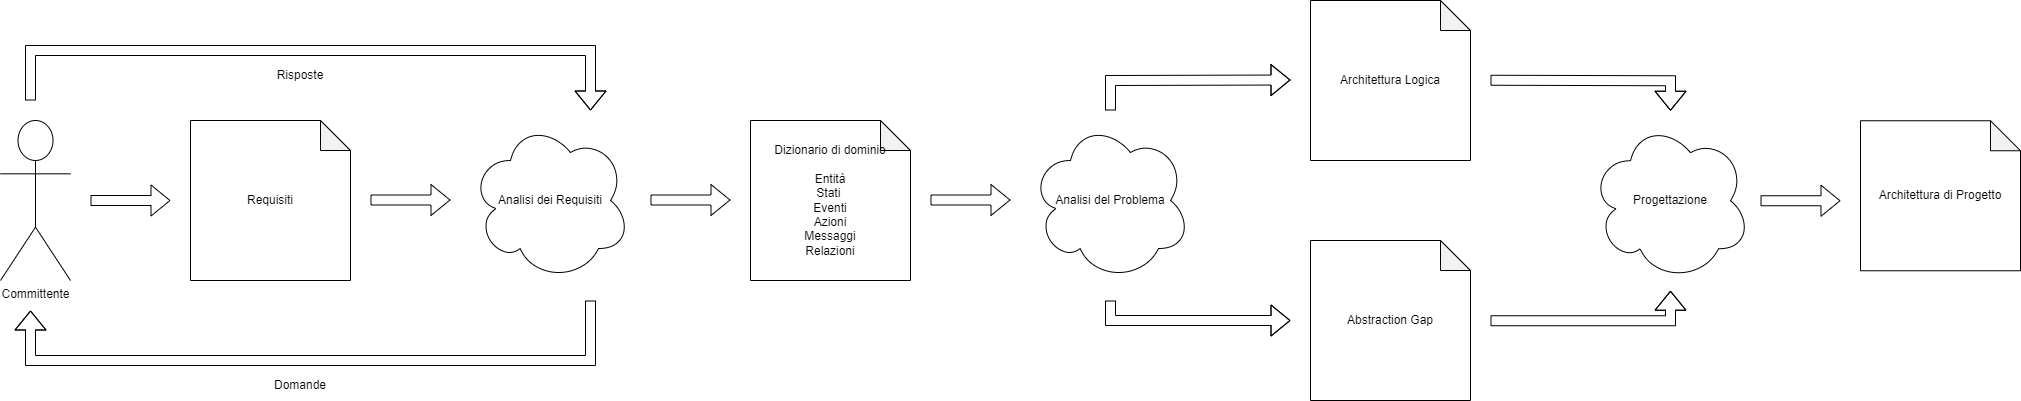 Risposte
Committente
Requisiti
Analisi dei Requisiti
Domande
Dizionario di dominio
Entità
Stati
Eventi
Azioni
Messaggi
Relazioni
Analisi del Problema
Architettura Logica
Abstraction Gap
Progettazione
Architettura di Progetto